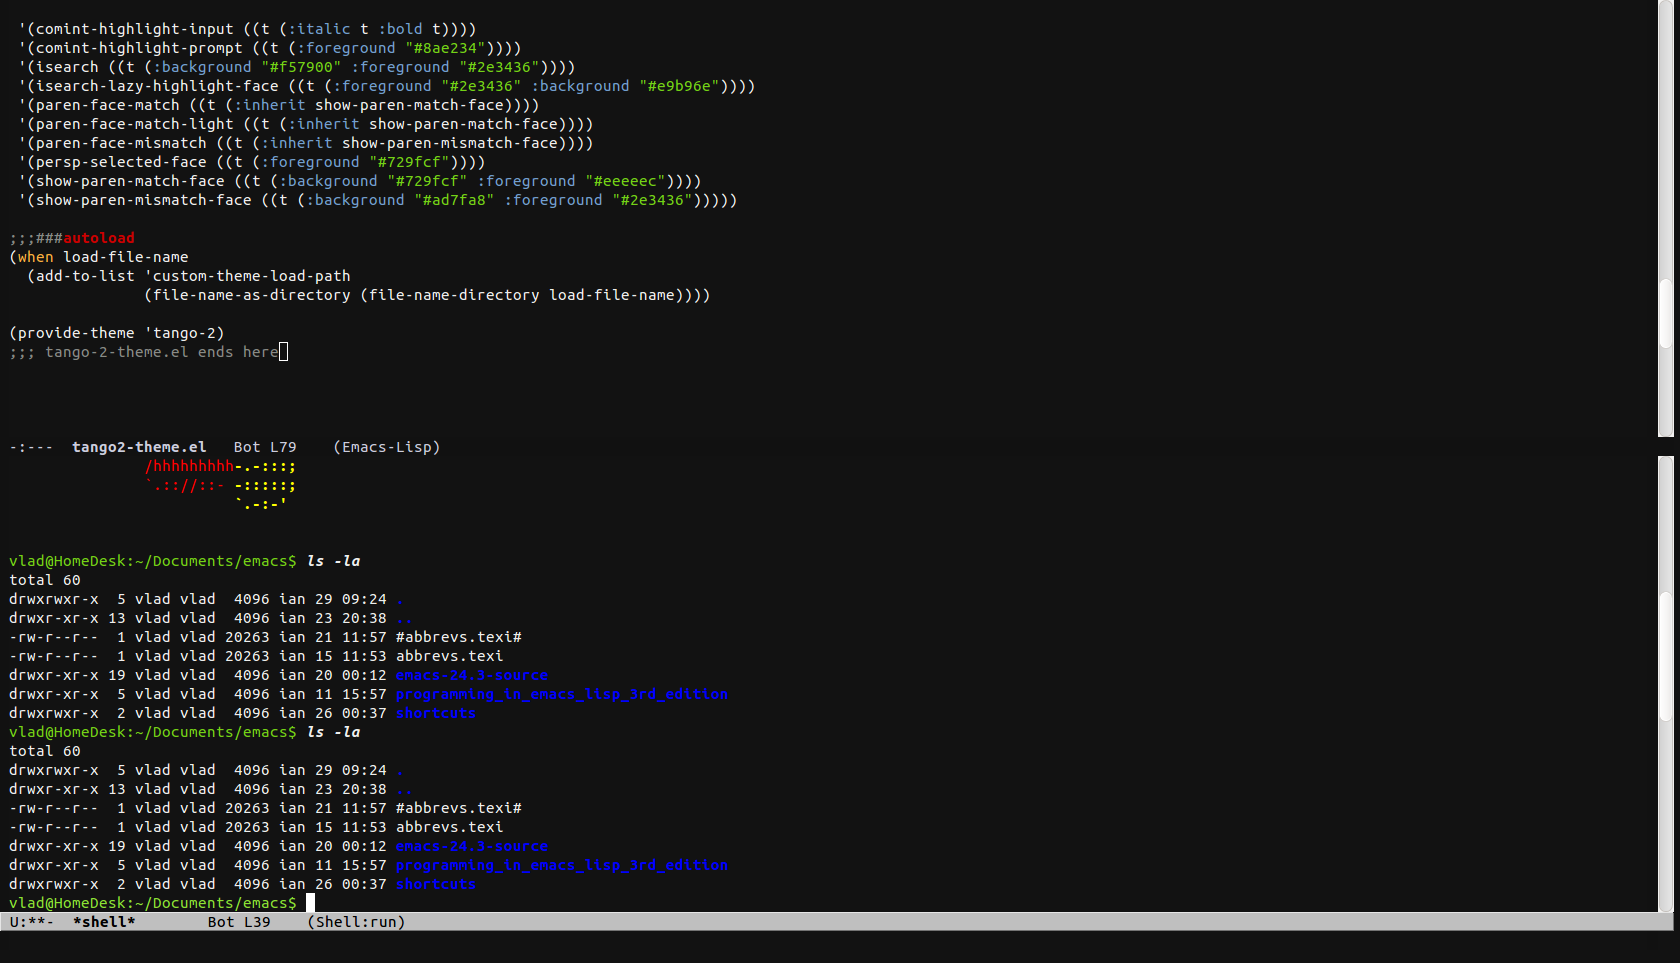 '(comint-highlight-input ((t (:italic t :bold t))))
 '(comint-highlight-prompt ((t (:foreground "#8ae234"))))
 '(isearch ((t (:background "#f57900" :foreground "#2e3436"))))
 '(isearch-lazy-highlight-face ((t (:foreground "#2e3436" :background "#e9b96e"))))
 '(paren-face-match ((t (:inherit show-paren-match-face))))
 '(paren-face-match-light ((t (:inherit show-paren-match-face))))
 '(paren-face-mismatch ((t (:inherit show-paren-mismatch-face))))
 '(persp-selected-face ((t (:foreground "#729fcf"))))
 '(show-paren-match-face ((t (:background "#729fcf" :foreground "#eeeeec"))))
 '(show-paren-mismatch-face ((t (:background "#ad7fa8" :foreground "#2e3436")))))
;;;###autoload
(when load-file-name
  (add-to-list 'custom-theme-load-path
               (file-name-as-directory (file-name-directory load-file-name))))
(provide-theme 'tango-2)
;;; tango-2-theme.el ends here
-:---  tango2-theme.el   Bot L79    (Emacs-Lisp)
               /hhhhhhhhh-.-:::;
               `.:://::- -:::::;
                         `.-:-'
vlad@HomeDesk:~/Documents/emacs$ ls -la
total 60
drwxrwxr-x  5 vlad vlad  4096 ian 29 09:24 .
drwxr-xr-x 13 vlad vlad  4096 ian 23 20:38 ..
-rw-r--r--  1 vlad vlad 20263 ian 21 11:57 #abbrevs.texi#
-rw-r--r--  1 vlad vlad 20263 ian 15 11:53 abbrevs.texi
drwxr-xr-x 19 vlad vlad  4096 ian 20 00:12 emacs-24.3-source
drwxr-xr-x  5 vlad vlad  4096 ian 11 15:57 programming_in_emacs_lisp_3rd_edition
drwxrwxr-x  2 vlad vlad  4096 ian 26 00:37 shortcuts
vlad@HomeDesk:~/Documents/emacs$ ls -la
total 60
drwxrwxr-x  5 vlad vlad  4096 ian 29 09:24 .
drwxr-xr-x 13 vlad vlad  4096 ian 23 20:38 ..
-rw-r--r--  1 vlad vlad 20263 ian 21 11:57 #abbrevs.texi#
-rw-r--r--  1 vlad vlad 20263 ian 15 11:53 abbrevs.texi
drwxr-xr-x 19 vlad vlad  4096 ian 20 00:12 emacs-24.3-source
drwxr-xr-x  5 vlad vlad  4096 ian 11 15:57 programming_in_emacs_lisp_3rd_edition
drwxrwxr-x  2 vlad vlad  4096 ian 26 00:37 shortcuts
vlad@HomeDesk:~/Documents/emacs$
U:**-  *shell*        Bot L39    (Shell:run)